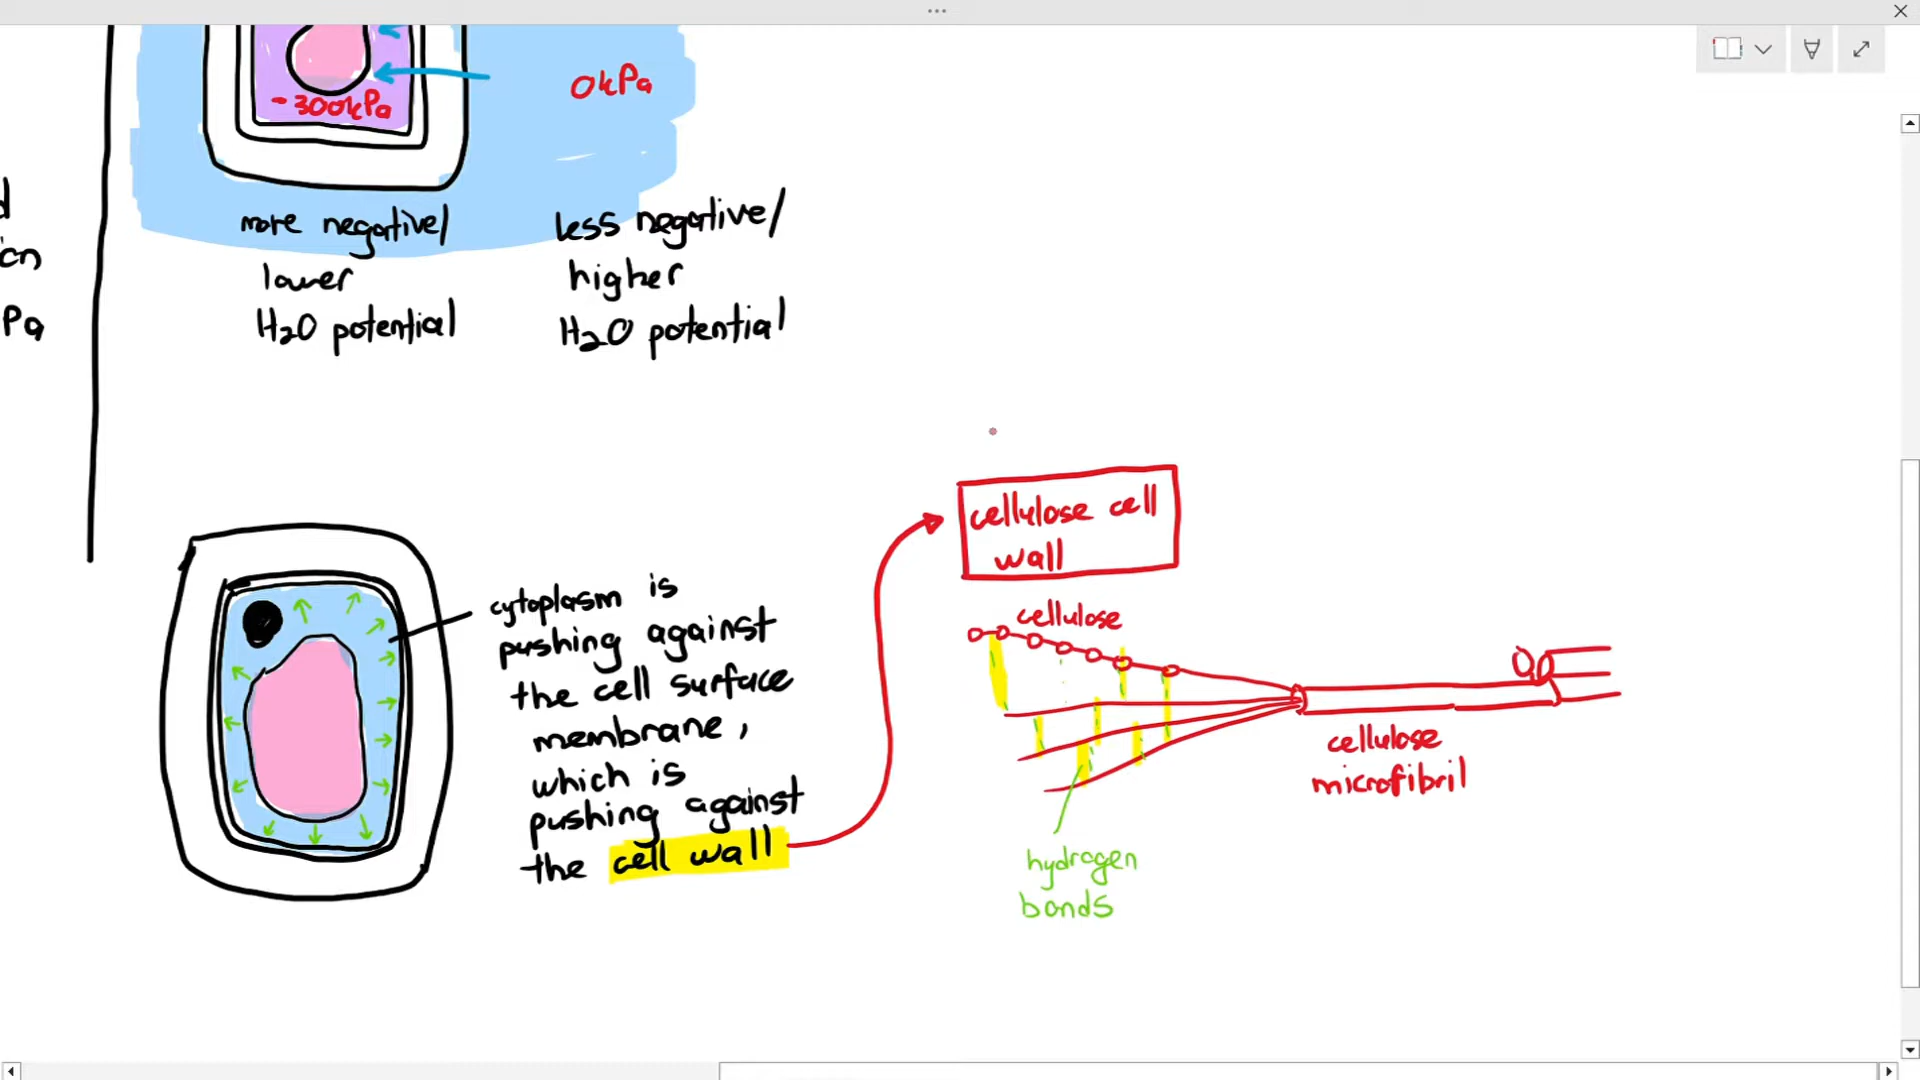 0kPa
-300kPa
more negative/
lower
H2O potential
less negative/
higher
H2O potential
Pa
cytoplasm is
pushing against
the cell surface
membrane,
which is
pushing against
the cell wall
cellulose cell
wall
cellulose
cellulose
microfibril
hydrogen
bonds